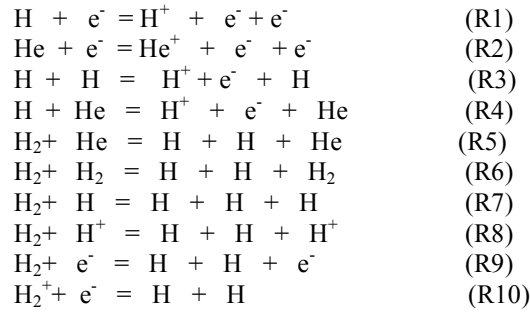 H + e⁻ = H⁺ + e⁻ + e⁻ (R1)
He + e⁻ = He⁺ + e⁻ + e⁻ (R2)
H + H = H⁺ + e⁻ + H (R3)
H + He = H⁺ + e⁻ + He (R4)
H₂ + He = H + H + He (R5)
H₂ + H₂ = H + H + H₂ (R6)
H₂ + H = H + H + H (R7)
H₂ + H⁺ = H + H + H⁺ (R8)
H₂ + e⁻ = H + H + e⁻ (R9)
H₂⁺ + e⁻ = H + H (R10)